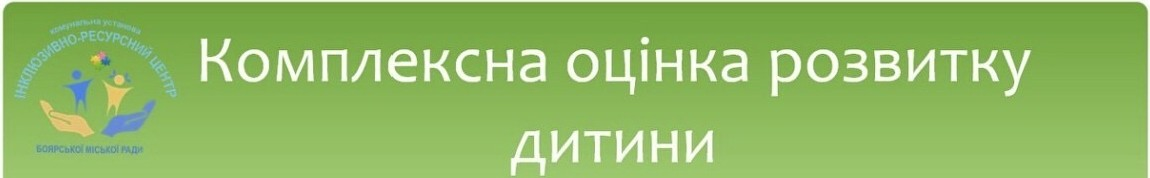 комунальна установа
ІНКЛЮЗИВНО-РЕСУРСНИЙ ЦЕНТР
БОЯРСЬКОЇ МІСЬКОЇ РАДИ
Комплексна оцінка розвитку
дитини